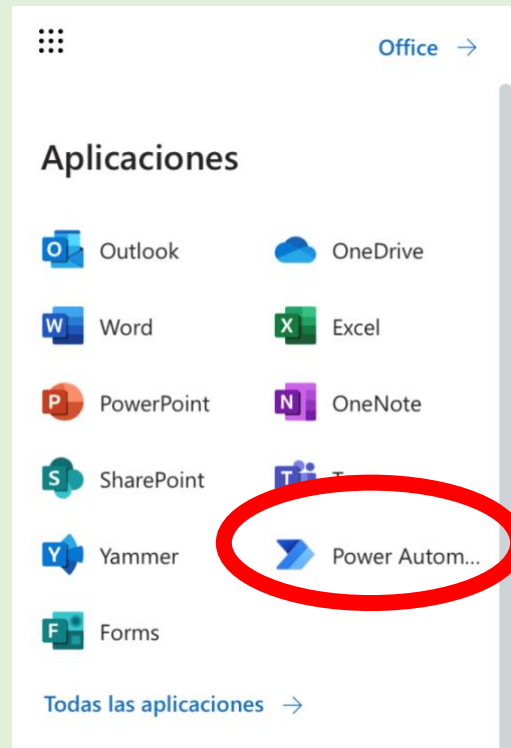 Office →
Aplicaciones
Outlook
OneDrive
Word
Excel
PowerPoint
OneNote
SharePoint
Yammer
Power Autom...
Forms
Todas las aplicaciones →